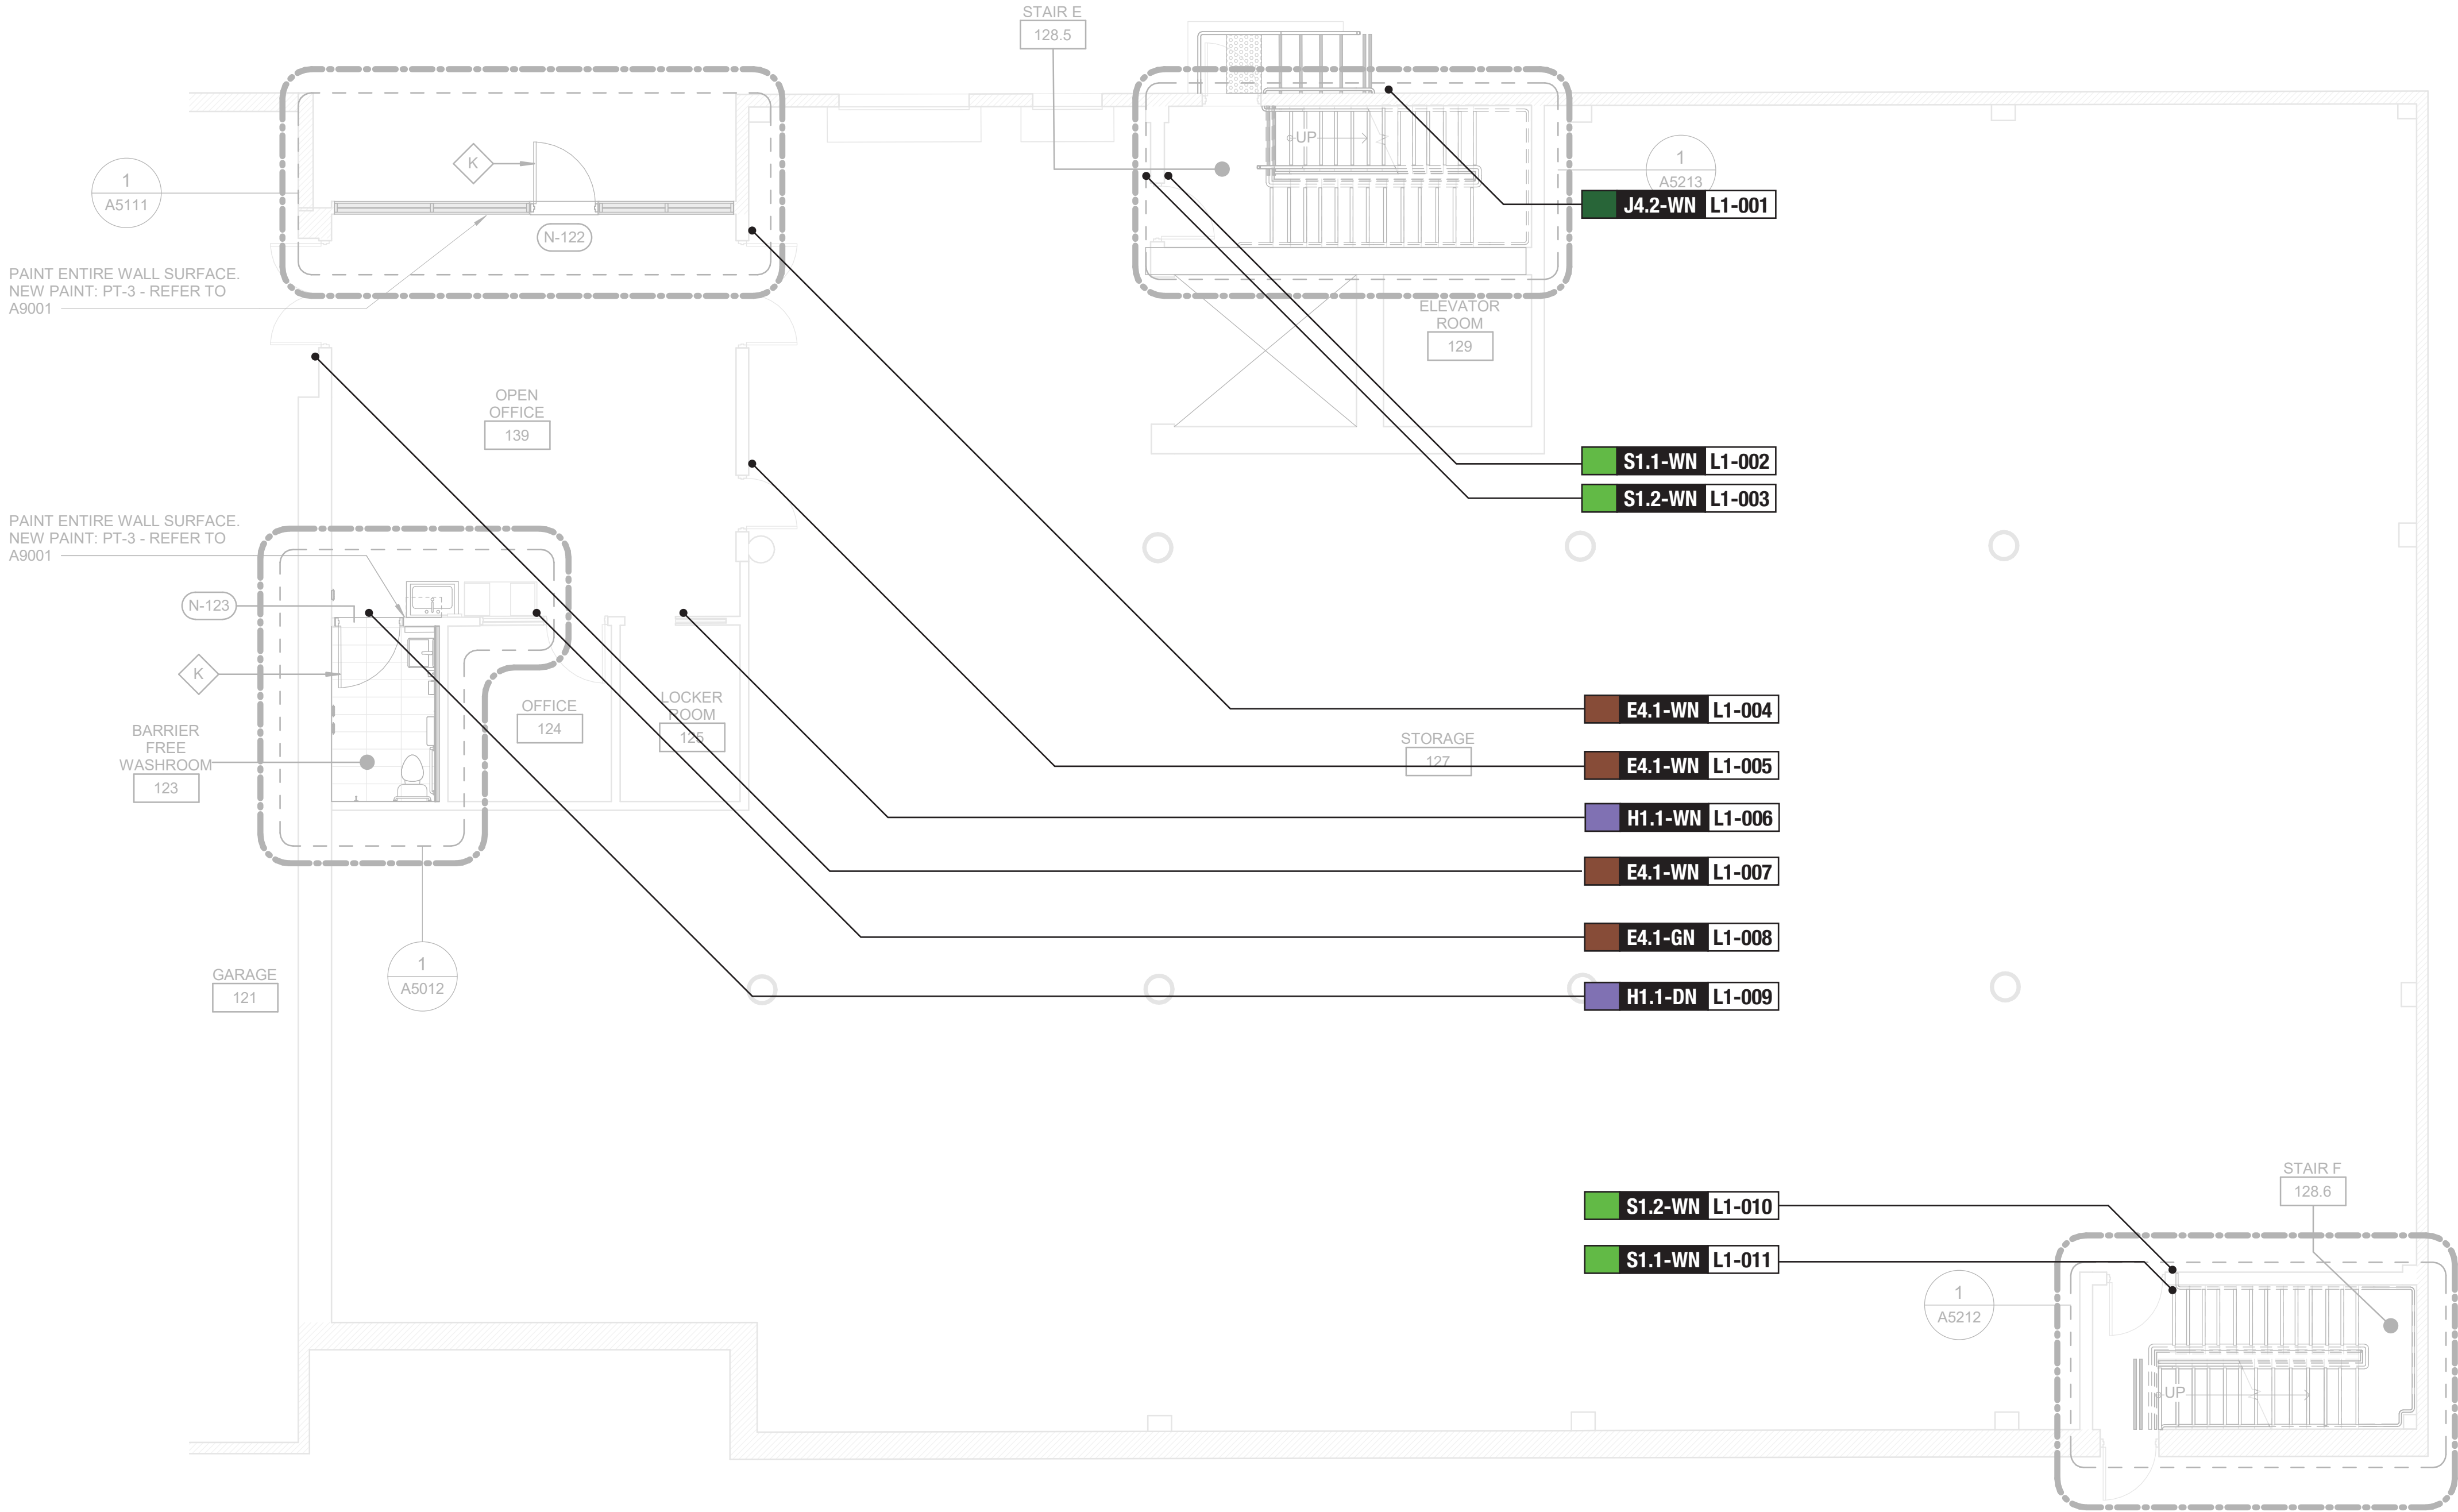 STAIR E
128.5
1
A5111
K
N-122
UP
1
A5213
J4.2-WN L1-001
PAINT ENTIRE WALL SURFACE.
NEW PAINT: PT-3 - REFER TO
A9001
ELEVATOR
ROOM
129
OPEN
OFFICE
139
S1.1-WN L1-002
S1.2-WN L1-003
PAINT ENTIRE WALL SURFACE.
NEW PAINT: PT-3 - REFER TO
A9001
N-123
K
OFFICE
124
LOCKER
ROOM
125
E4.1-WN L1-004
BARRIER
FREE
WASHROOM
123
STORAGE
127
E4.1-WN L1-005
H1.1-WN L1-006
E4.1-WN L1-007
E4.1-GN L1-008
GARAGE
121
1
A5012
H1.1-DN L1-009
STAIR F
128.6
S1.2-WN L1-010
S1.1-WN L1-011
1
A5212
UP